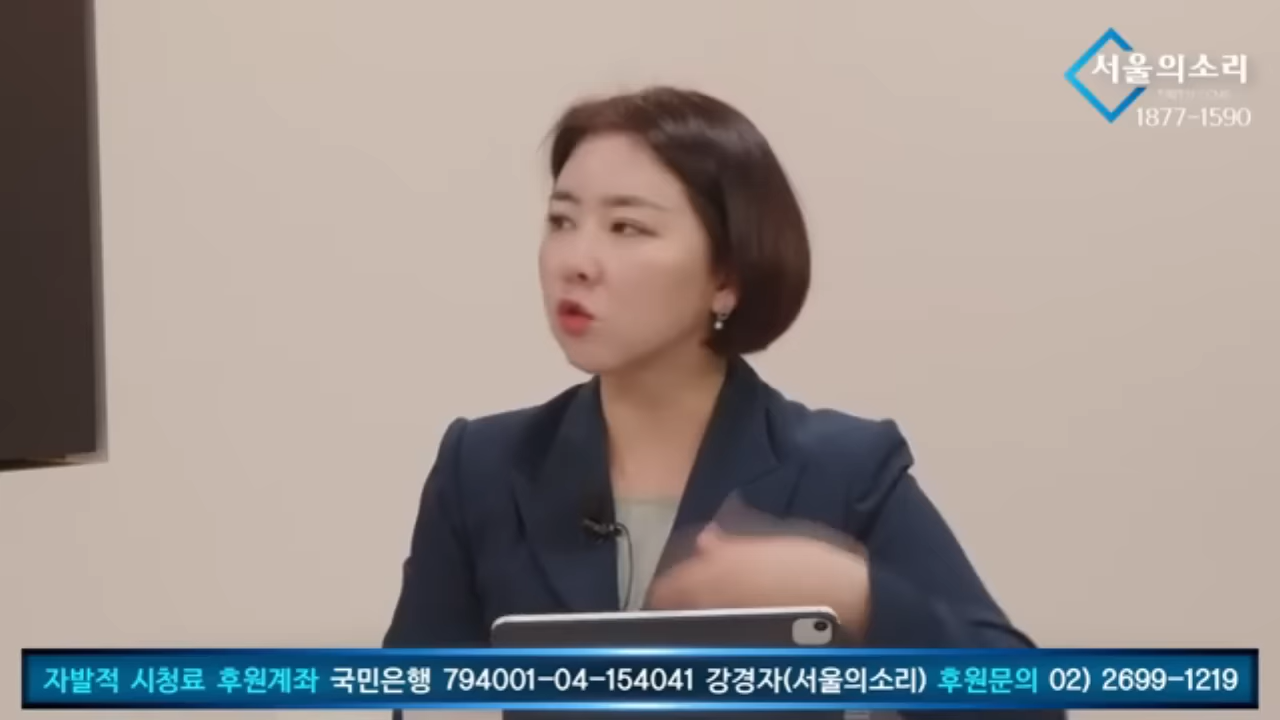 서울의소리
1877-1590
자발적 시청료 후원계좌 국민은행 794001-04-154041 강경자(서울의소리) 후원문의 02) 2699-1219